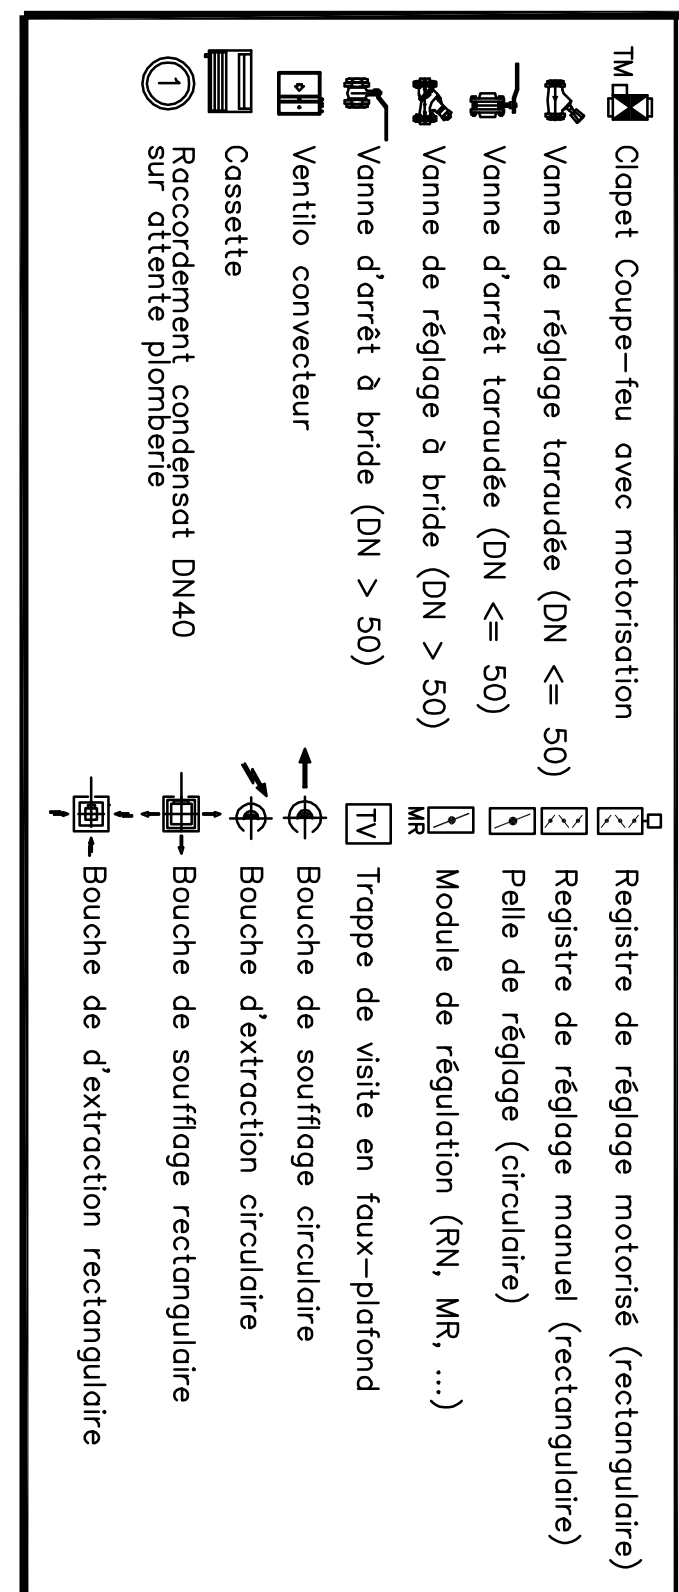 TM
Clapet Coupe-feu avec motorisation
Vanne de réglage taraudée (DN <= 50)
Vanne d'arrêt taraudée (DN <= 50)
Vanne de réglage à bride (DN > 50)
Vanne d'arrêt à bride (DN > 50)
Ventilo convecteur
Cassette
1
Raccordement condensat DN40
sur attente plomberie
Registre de réglage motorisé (rectangulaire)
Registre de réglage manuel (rectangulaire)
Pelle de réglage (circulaire)
MR
Module de régulation (RN, MR, ...)
TV
Trappe de visite en faux-plafond
Bouche de soufflage circulaire
Bouche d'extraction circulaire
Bouche de soufflage rectangulaire
Bouche de d'extraction rectangulaire